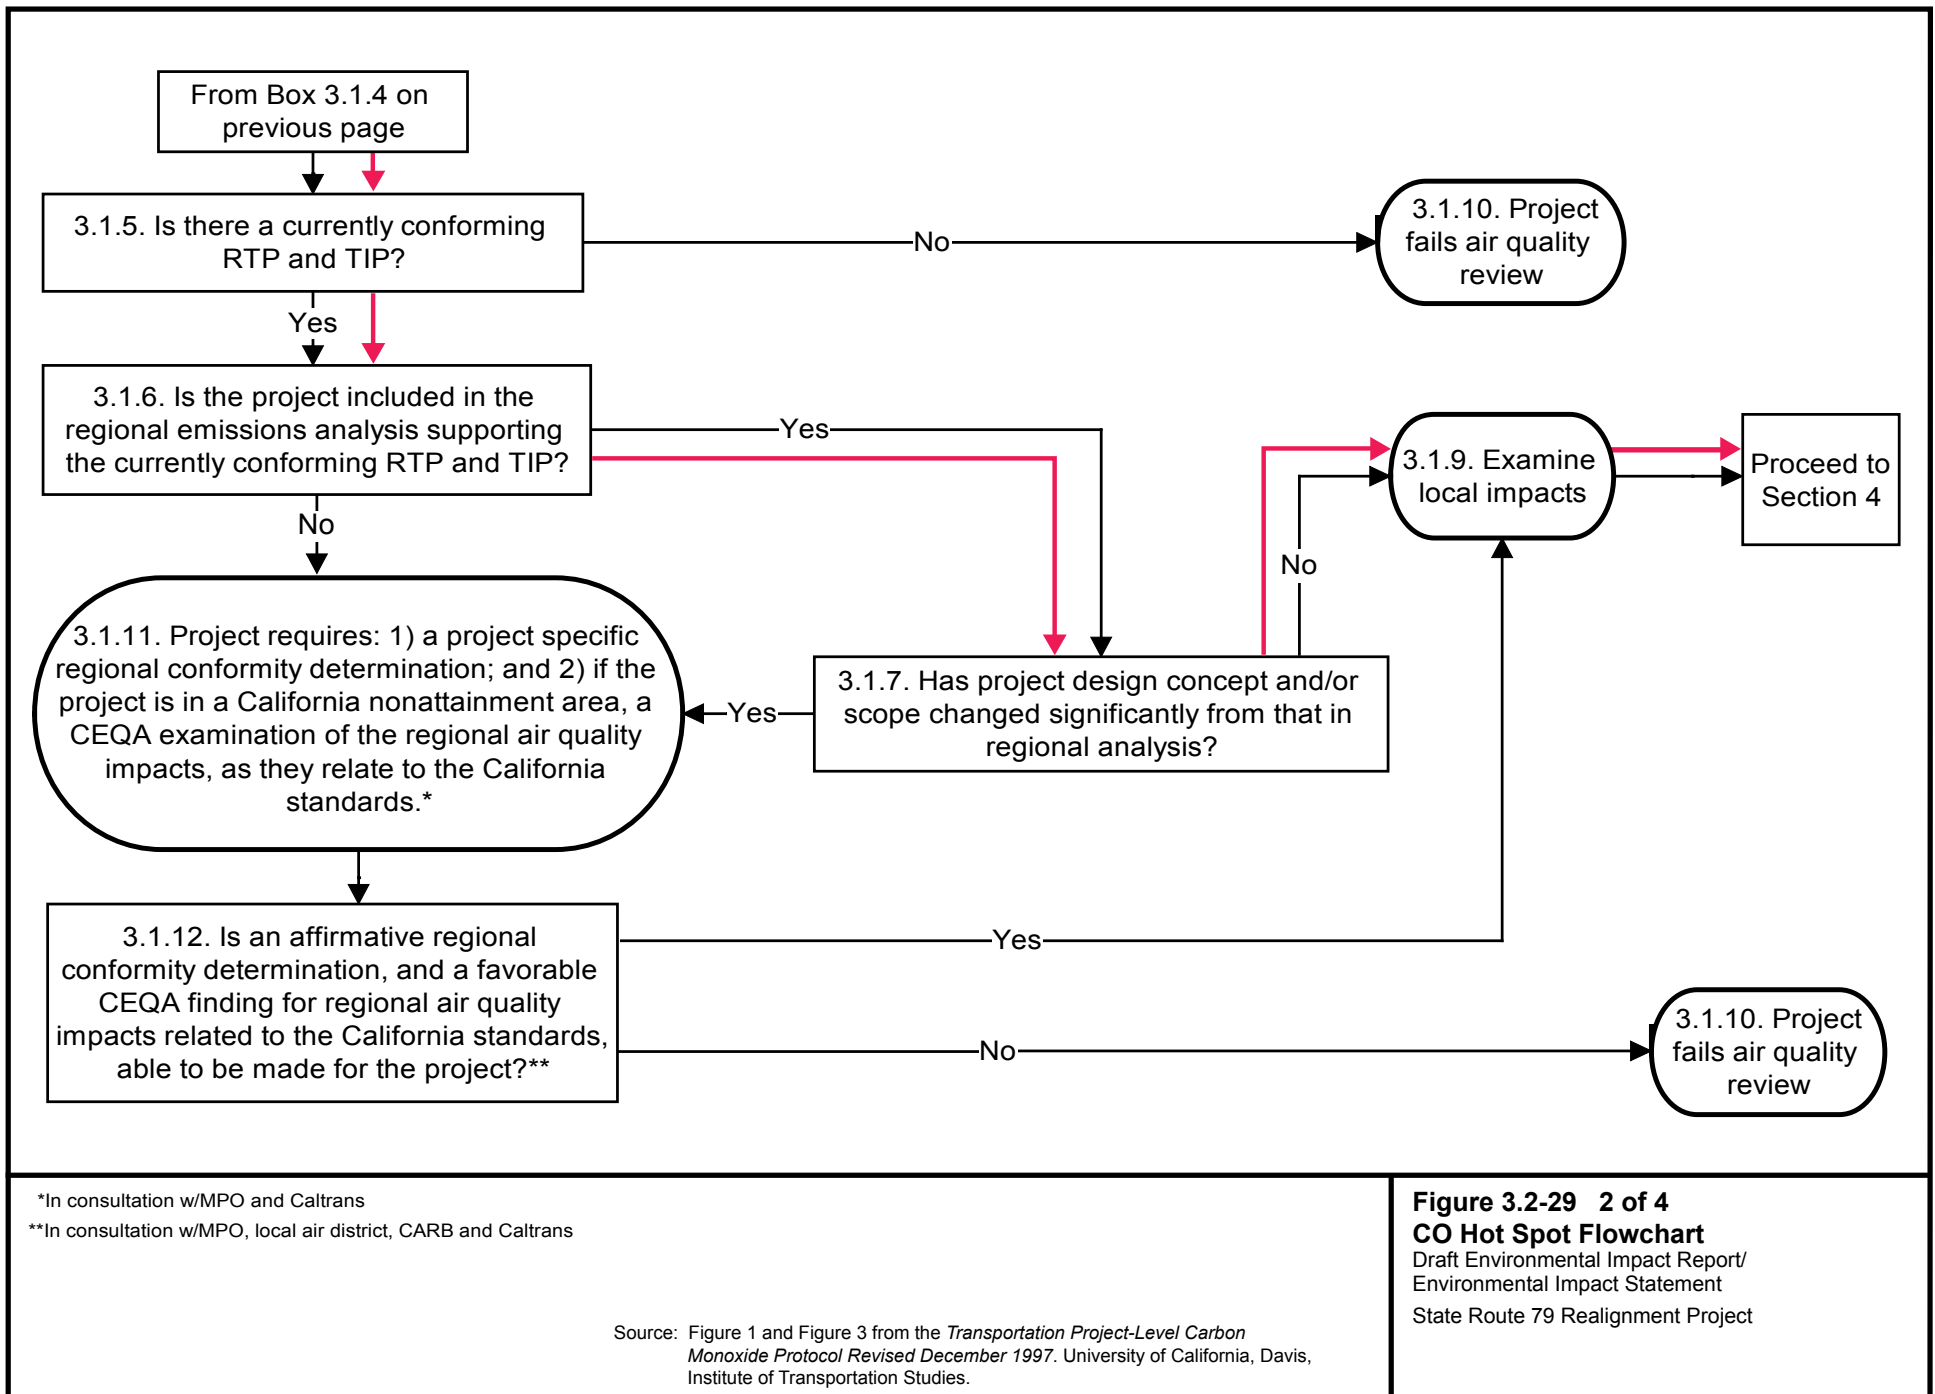 From Box 3.1.4 on
previous page
3.1.5. Is there a currently conforming
RTP and TIP?
No
3.1.10. Project
fails air quality
review
Yes
3.1.6. Is the project included in the
regional emissions analysis supporting
the currently conforming RTP and TIP?
Yes
3.1.9. Examine
local impacts
Proceed to
Section 4
No
No
3.1.11. Project requires: 1) a project specific
regional conformity determination; and 2) if the
project is in a California nonattainment area, a
CEQA examination of the regional air quality
impacts, as they relate to the California
standards.*
Yes
3.1.7. Has project design concept and/or
scope changed significantly from that in
regional analysis?
3.1.12. Is an affirmative regional
conformity determination, and a favorable
CEQA finding for regional air quality
impacts related to the California standards,
able to be made for the project?**
Yes
No
3.1.10. Project
fails air quality
review
*In consultation w/MPO and Caltrans
**In consultation w/MPO, local air district, CARB and Caltrans
Source: Figure 1 and Figure 3 from the Transportation Project-Level Carbon
Monoxide Protocol Revised December 1997. University of California, Davis,
Institute of Transportation Studies.
Figure 3.2-29 2 of 4
CO Hot Spot Flowchart
Draft Environmental Impact Report/
Environmental Impact Statement
State Route 79 Realignment Project